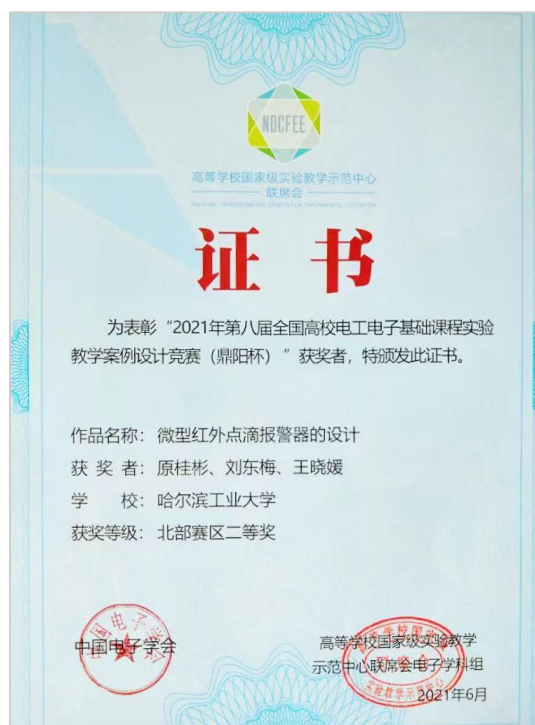 NDCFEE
高等学校国家级实验教学示范中心
联席会
证书
为表彰“2021年第八届全国高校电工电子基础课程实验
教学案例设计竞赛（鼎阳杯）”获奖者，特颁发此证书。
作品名称：微型红外点滴报警器的设计
获 奖 者：原桂彬、刘东梅、王晓媛
学 校：哈尔滨工业大学
获奖等级：北部赛区二等奖
中国电子学会
中国电子学会
高等学校国家级实验教学
示范中心联席会电子学科组
2021年6月